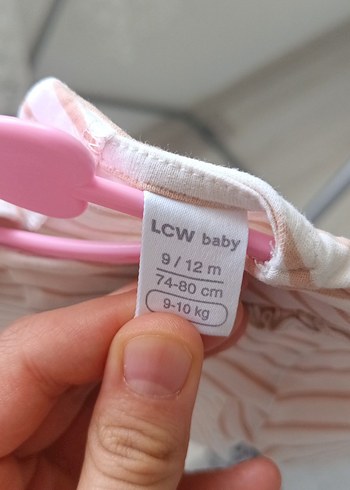 LCW baby
9 / 12 m
74-80 cm
9-10 kg